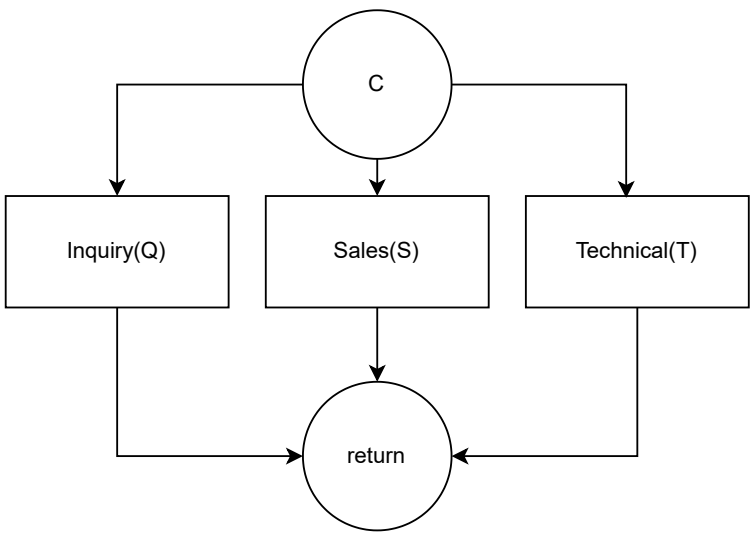 C
Inquiry(Q)
Sales(S)
Technical(T)
return